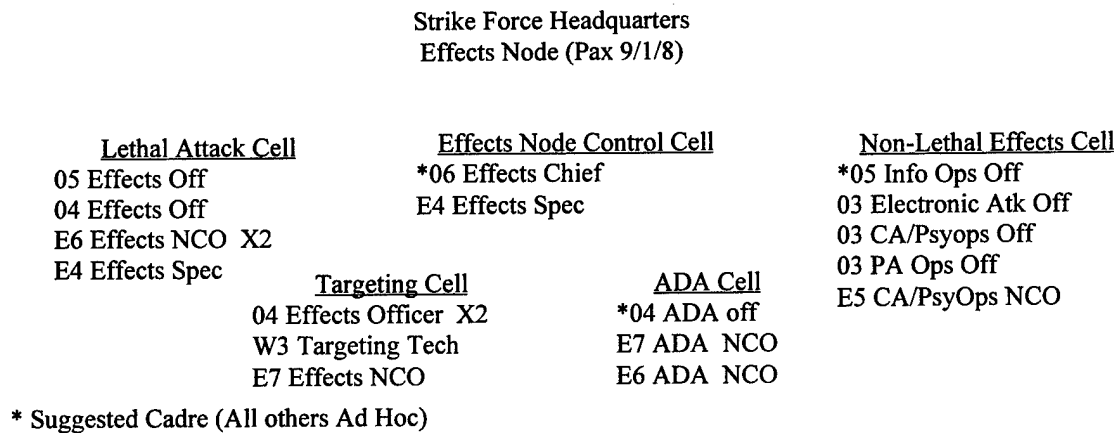 Strike Force Headquarters
Effects Node (Pax 9/1/8)
Lethal Attack Cell
05 Effects Off
04 Effects Off
E6 Effects NCO X2
E4 Effects Spec
Effects Node Control Cell
*06 Effects Chief
E4 Effects Spec
Non-Lethal Effects Cell
*05 Info Ops Off
03 Electronic Atk Off
03 CA/Psyops Off
03 PA Ops Off
E5 CA/PsyOps NCO
Targeting Cell
04 Effects Officer X2
W3 Targeting Tech
E7 Effects NCO
ADA Cell
*04 ADA off
E7 ADA NCO
E6 ADA NCO
* Suggested Cadre (All others Ad Hoc)